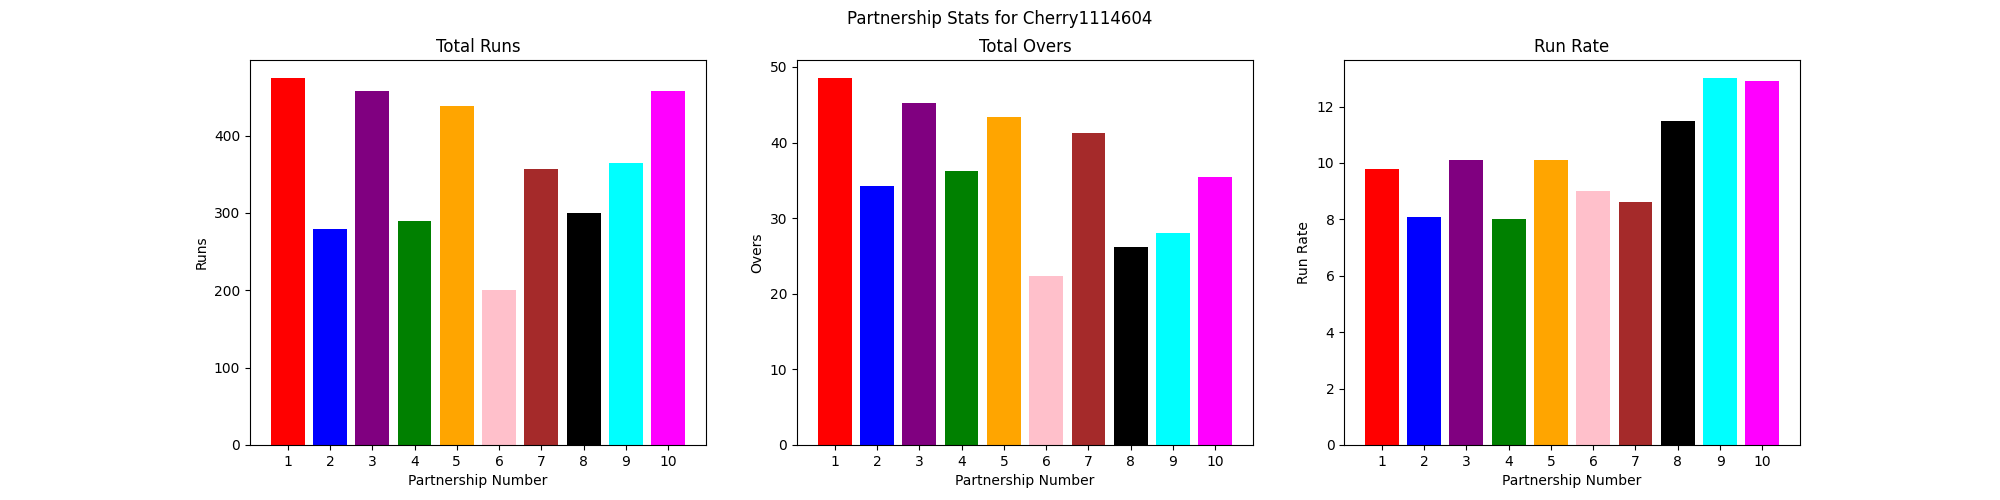 Partnership Stats for Cherry1114604
Total Runs
Runs
400
300
200
100
0
1 2 3 4 5 6 7 8 9 10
Partnership Number
Total Overs
Overs
50
40
30
20
10
0
1 2 3 4 5 6 7 8 9 10
Partnership Number
Run Rate
Run Rate
12
10
8
6
4
2
0
1 2 3 4 5 6 7 8 9 10
Partnership Number